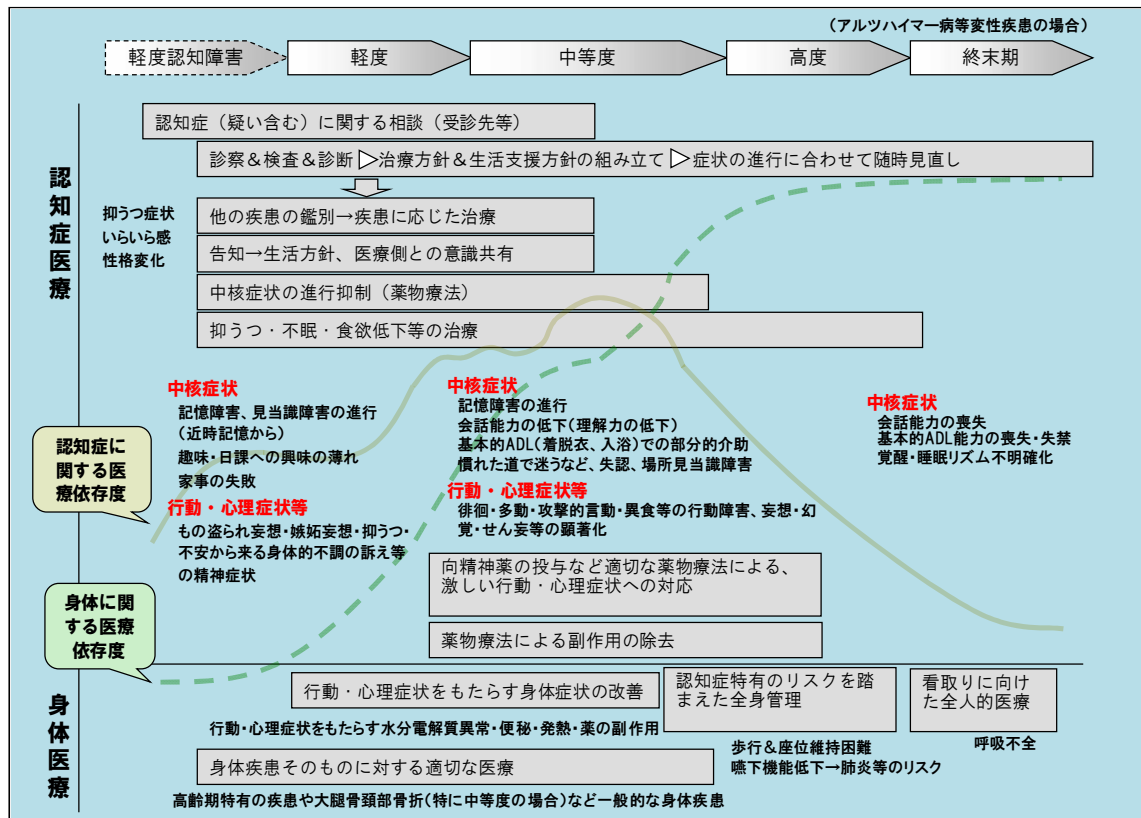 （アルツハイマー病等変性疾患の場合）
軽度認知障害
軽度
中等度
高度
終末期
認知症医療
認知症（疑い含む）に関する相談（受診先等）
診察&検査&診断▷治療方針&生活支援方針の組み立て▷症状の進行に合わせて随時見直し
抑うつ症状
いらいら感
性格変化
他の疾患の鑑別→疾患に応じた治療
告知→生活方針、医療側との意識共有
中核症状の進行抑制（薬物療法）
抑うつ・不眠・食欲低下等の治療
中核症状
記憶障害、見当識障害の進行
（近時記憶から）
趣味・日課への興味の薄れ
家事の失敗
行動・心理症状等
もの盗られ妄想・嫉妬妄想・抑うつ・
不安から来る身体的不調の訴え等
の精神症状
中核症状
記憶障害の進行
会話能力の低下（理解力の低下）
基本的ADL（着脱衣、入浴）での部分的介助
慣れた道で迷うなど、失認、場所見当識障害
行動・心理症状等
徘徊・多動・攻撃的言動・異食等の行動障害、妄想・幻
覚・せん妄等の顕著化
中核症状
会話能力の喪失
基本的ADL能力の喪失・失禁
覚醒・睡眠リズム不明確化
認知症に
関する医
療依存度
向精神薬の投与など適切な薬物療法による、
激しい行動・心理症状への対応
薬物療法による副作用の除去
身体に関
する医療
依存度
身体医療
行動・心理症状をもたらす身体症状の改善
行動・心理症状をもたらす水分電解質異常・便秘・発熱・薬の副作用
認知症特有のリスクを踏
まえた全身管理
歩行&座位維持困難
嚥下機能低下→肺炎等のリスク
看取りに向け
た全人的医療
呼吸不全
身体疾患そのものに対する適切な医療
高齢期特有の疾患や大腿骨頚部骨折（特に中等度の場合）など一般的な身体疾患